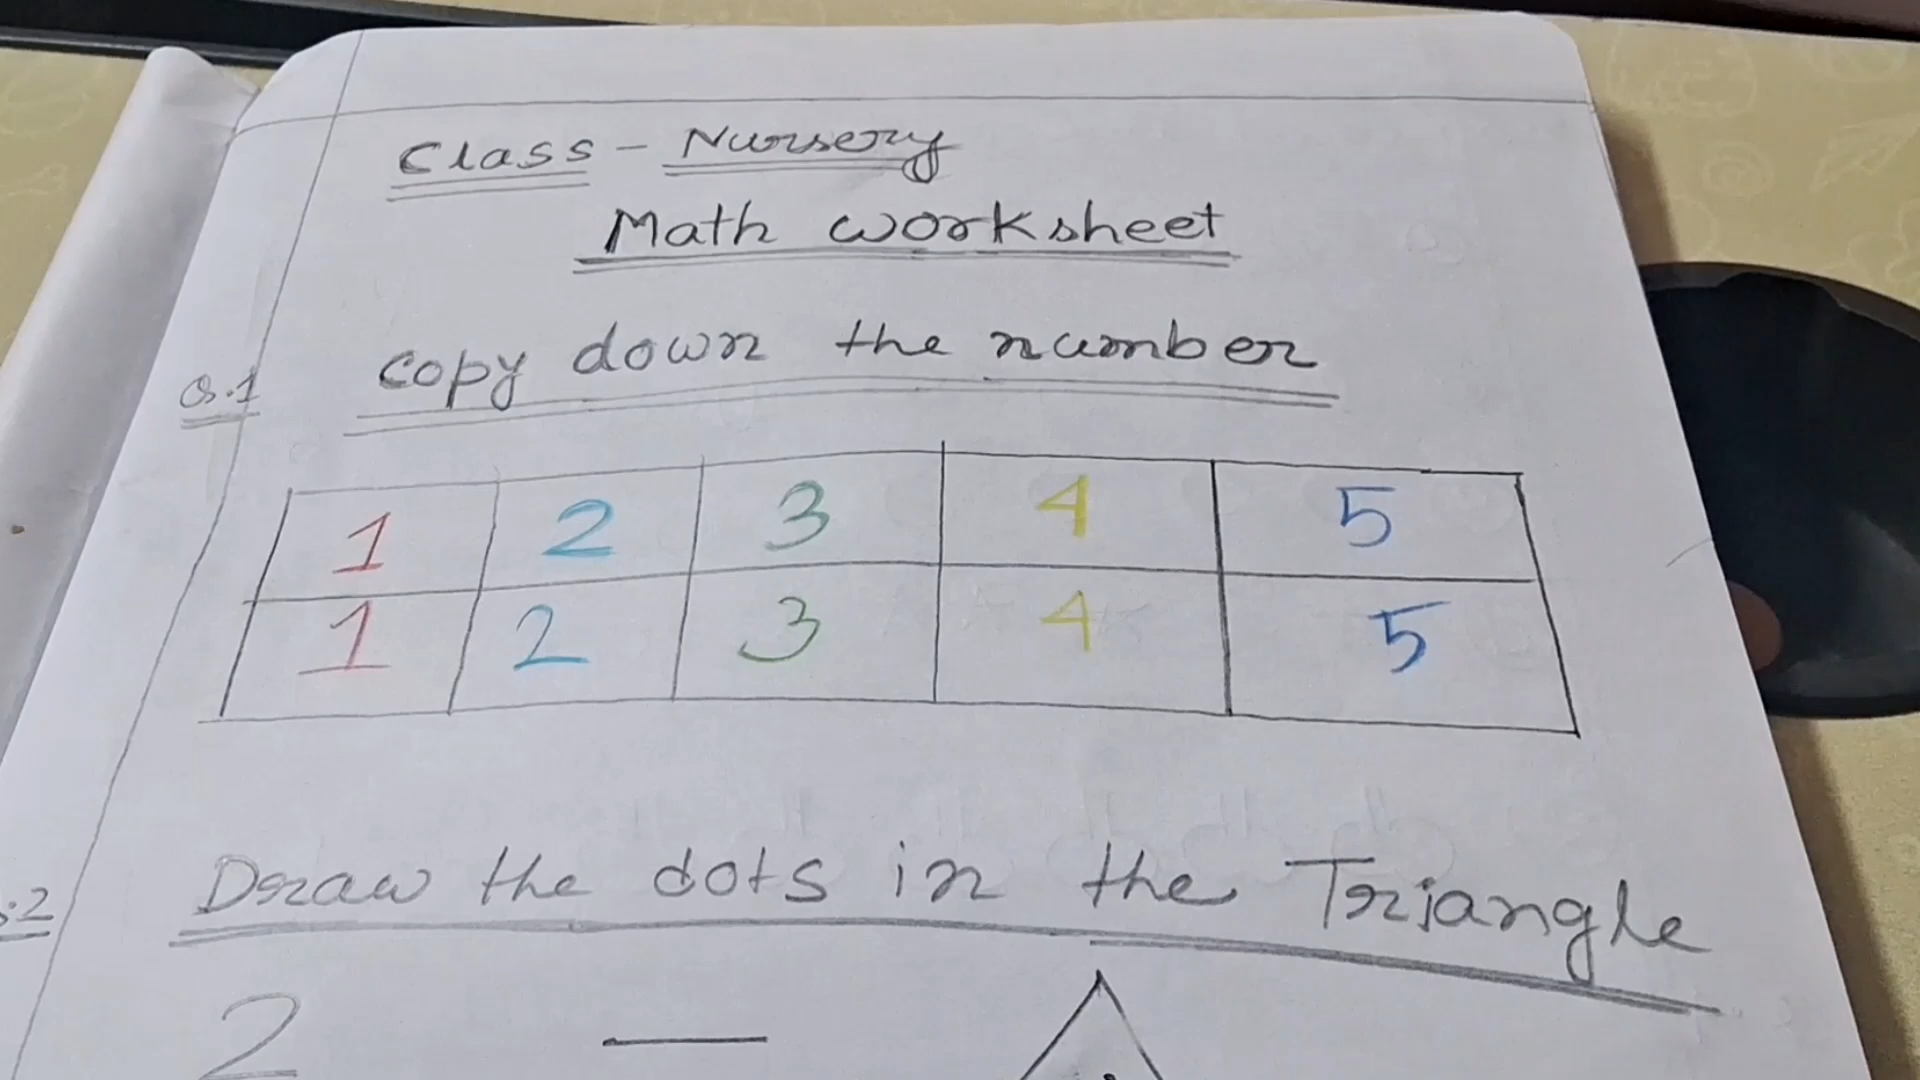 Class - Nursery
Math worksheet
Q.1 Copy down the number
1 2 3 4 5
1 2 3 4 5
.2 Draw the dots in the Triangle
2 —